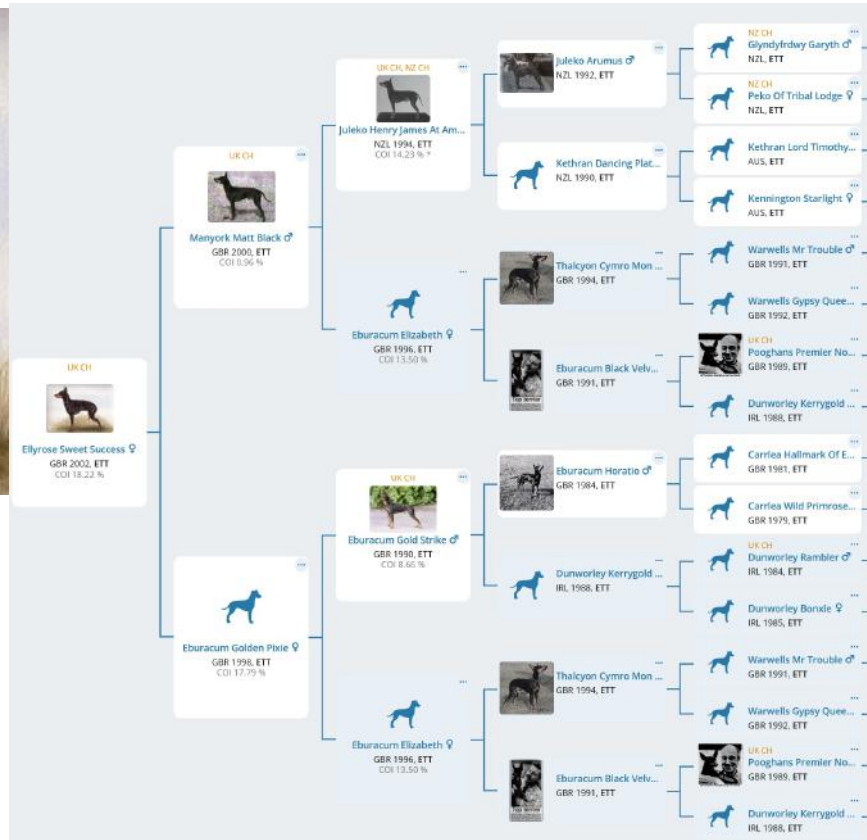 UK CH
Ellyrose Sweet Success ♀
GBR 2002, ETT
COI 18.22 %
UK CH
Manyork Matt Black ♂
GBR 2000, ETT
COI 0.96 %
Eburacum Golden Pixie ♀
GBR 1998, ETT
COI 17.79 %
UK CH, NZ CH
Juleko Henry James At Am...
NZL 1994, ETT
COI 14.23 % *
Eburacum Elizabeth ♀
GBR 1996, ETT
COI 13.50 %
UK CH
Eburacum Gold Strike ♂
GBR 1990, ETT
COI 8.66 %
Eburacum Elizabeth ♀
GBR 1996, ETT
COI 13.50 %
Juleko Arumus ♂
NZL 1992, ETT
Kethran Dancing Plat...
NZL 1990, ETT
Thalcyon Cymro Mon ...
GBR 1994, ETT
Eburacum Black Velv...
GBR 1991, ETT
Eburacum Horatio ♂
GBR 1984, ETT
Dunworley Kerrygold ...
IRL 1988, ETT
Thalcyon Cymro Mon ...
GBR 1994, ETT
Eburacum Black Velv...
GBR 1991, ETT
NZ CH
Glyndyfrdwy Garyth ♂
NZL, ETT
NZ CH
Peko Of Tribal Lodge ♀
NZL, ETT
Kethran Lord Timothy...
AUS, ETT
Kennington Starlight ♀
AUS, ETT
Warwells Mr Trouble ♂
GBR 1991, ETT
Warwells Gypsy Quee...
GBR 1992, ETT
UK CH
Pooghans Premier No...
GBR 1989, ETT
Dunworley Kerrygold ...
IRL 1988, ETT
Carrlea Hallmark Of E...
GBR 1981, ETT
Carrlea Wild Primrose...
GBR 1979, ETT
UK CH
Dunworley Rambler ♂
IRL 1984, ETT
Dunworley Bonxie ♀
IRL 1985, ETT
Warwells Mr Trouble ♂
GBR 1991, ETT
Warwells Gypsy Quee...
GBR 1992, ETT
UK CH
Pooghans Premier No...
GBR 1989, ETT
Dunworley Kerrygold ...
IRL 1988, ETT